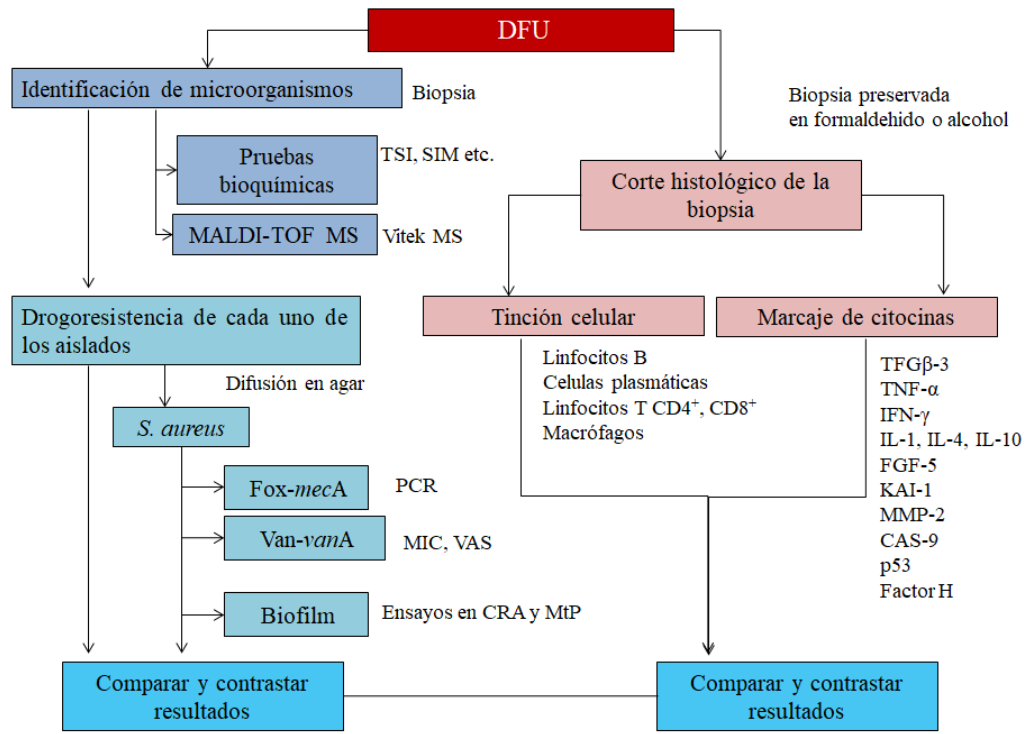 DFU
Identificación de microorganismos
Biopsia
Pruebas
bioquímicas
TSI, SIM etc.
MALDI-TOF MS
Vitek MS
Drogoresistencia de cada uno de
los aislados
Difusión en agar
S. aureus
Fox-mecA
PCR
Van-vanA
MIC, VAS
Biofilm
Ensayos en CRA y MtP
Comparar y contrastar
resultados
Biopsia preservada
en formaldehido o alcohol
Corte histológico de la
biopsia
Tinción celular
Linfocitos B
Celulas plasmáticas
Linfocitos T CD4⁺, CD8⁺
Macrófagos
Marcaje de citocinas
TFGβ-3
TNF-α
IFN-γ
IL-1, IL-4, IL-10
FGF-5
KAI-1
MMP-2
CAS-9
p53
Factor H
Comparar y contrastar
resultados